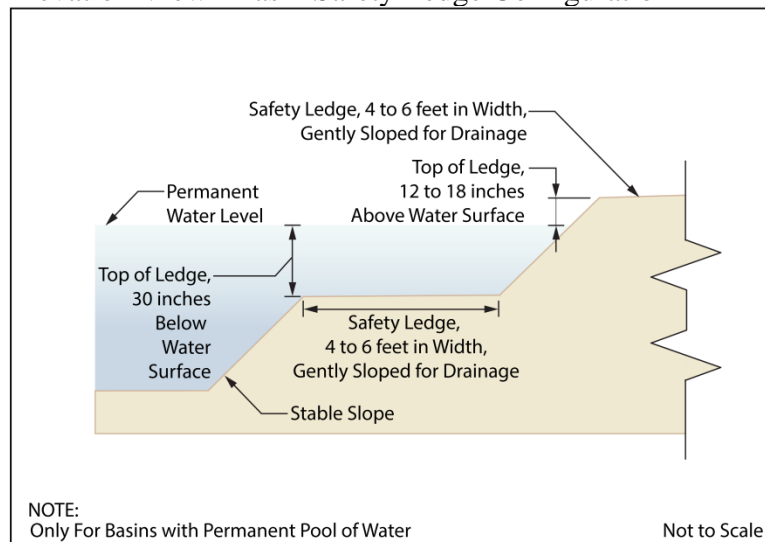 Safety Ledge, 4 to 6 feet in Width,
Gently Sloped for Drainage
Top of Ledge,
12 to 18 inches
Above Water Surface
Permanent
Water Level
Top of Ledge,
30 inches
Below
Water
Surface
Safety Ledge,
4 to 6 feet in Width,
Gently Sloped for Drainage
Stable Slope
NOTE:
Only For Basins with Permanent Pool of Water
Not to Scale